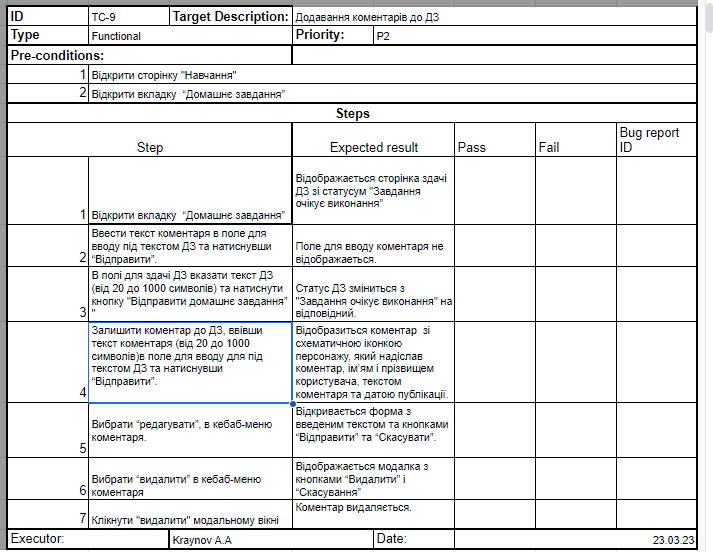 ID TC-9 Target Description: Додавання коментарів до ДЗ
Type Functional Priority: P2
Pre-conditions:
1 Відкрити сторінку "Навчання"
2 Відкрити вкладку “Домашнє завдання”
Steps
Step Expected result Pass Fail Bug report ID
1 Відкрити вкладку “Домашнє завдання”
Відображається сторінка здачі
ДЗ зі статусум "Завдання
очікує виконання”
2 Ввести текст коментаря в поле для
вводу під текстом ДЗ та натиснувши
“Відправити”.
Поле для вводу коментаря не
відображається.
3 В полі для здачі ДЗ вказати текст ДЗ
(від 20 до 1000 символів) та натиснути
кнопку "Відправити домашнє завдання”
"
Статус ДЗ зміниться з
"Завдання очікує виконання" на
відповідний.
4 Залишити коментар до ДЗ, ввівши
текст коментаря (від 20 до 1000
символів)в поле для вводу для під
текстом ДЗ та натиснувши
“Відправити”.
Відобразиться коментар зі
схематичною іконкою
персонажу, який надіслав
коментар, ім’ям і прізвищем
користувача, текстом
коментаря та датою публікації.
5 Вибрати “редагувати”, в кебаб-меню
коментаря.
Відкривається форма з
введеним текстом та кнопками
“Відправити” та “Скасувати”.
6 Вибрати “видалити” в кебаб-меню
коментаря
Відображається модалка з
кнопками “Видалити” і
“Скасування”
7 Клікнути "видалити" модальному вікні
Коментар видаляється.
Executor: Kraynov A.A Date: 23.03.23